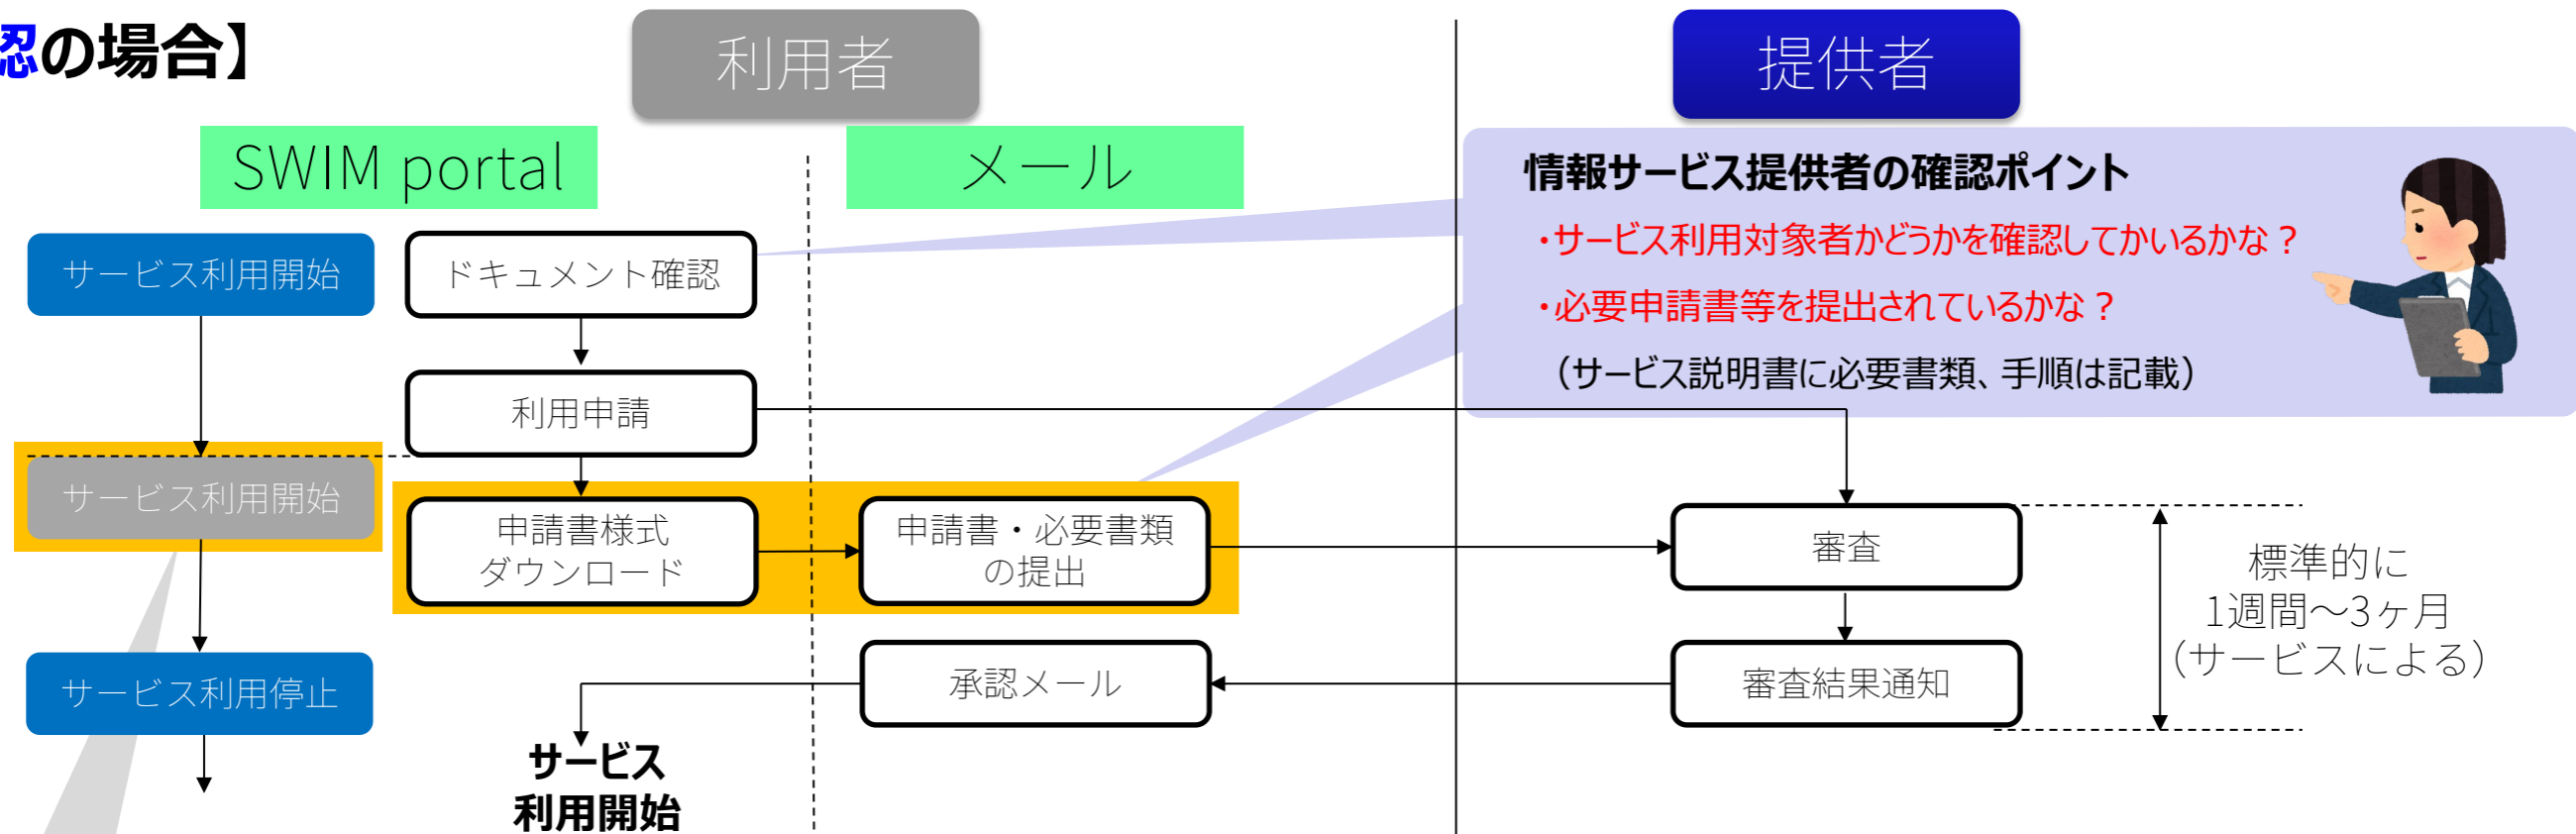 認の場合】
利用者
提供者
SWIM portal
メール
情報サービス提供者の確認ポイント
・サービス利用対象者かどうかを確認してかいるかな？
・必要申請書等を提出されているかな？
（サービス説明書に必要書類、手順は記載）
サービス利用開始
ドキュメント確認
利用申請
サービス利用開始
申請書様式
ダウンロード
申請書・必要書類
の提出
審査
標準的に
1週間～3ヶ月
（サービスによる）
サービス利用停止
承認メール
審査結果通知
サービス
利用開始